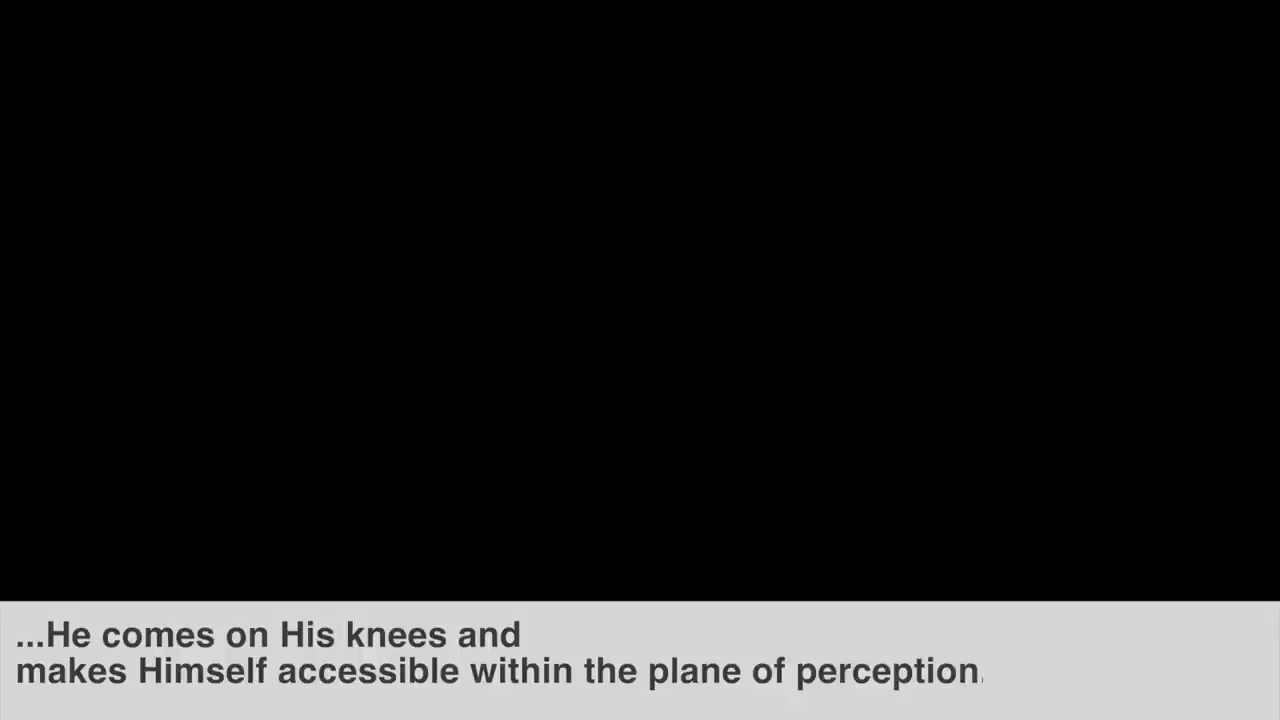 ...He comes on His knees and
makes Himself accessible within the plane of perception.